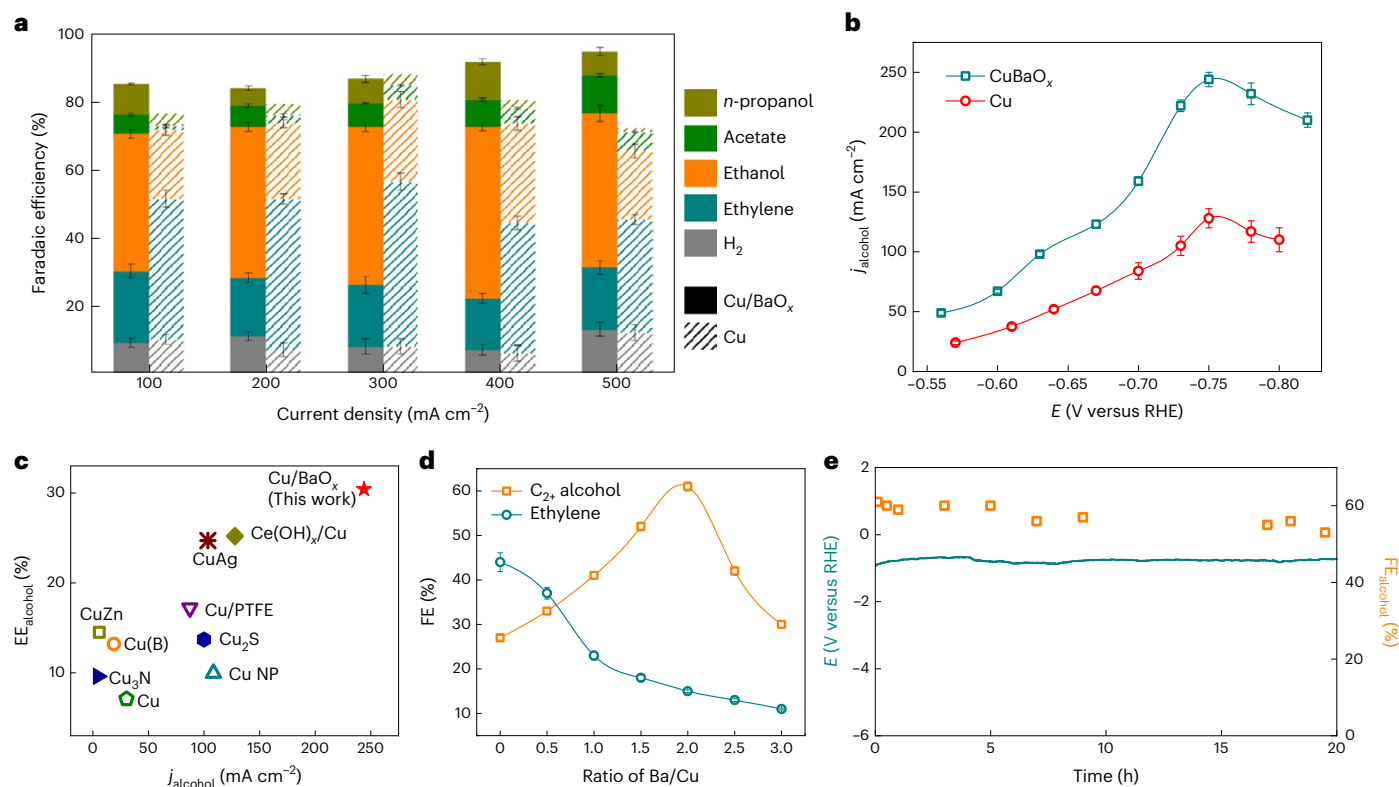 a
100
80
60
40
20
Faradaic efficiency (%)
100
200
300
400
500
Current density (mA cm⁻²)
n-propanol
Acetate
Ethanol
Ethylene
H₂
Cu/BaOₓ
Cu
b
250
200
150
100
50
0
j_alcohol (mA cm⁻²)
CuBaOₓ
Cu
−0.55
−0.60
−0.65
−0.70
−0.75
−0.80
E (V versus RHE)
c
30
20
10
EE_alcohol (%)
Cu/BaOₓ
(This work)
Ce(OH)ₓ/Cu
CuAg
Cu/PTFE
CuZn
Cu(B)
Cu₂S
Cu₃N
Cu NP
Cu
0
50
100
150
200
250
j_alcohol (mA cm⁻²)
d
60
50
40
30
20
10
FE (%)
C₂₊ alcohol
Ethylene
0
0.5
1.0
1.5
2.0
2.5
3.0
Ratio of Ba/Cu
e
2
0
−2
−4
−6
E (V versus RHE)
60
40
20
0
FE_alcohol (%)
0
5
10
15
20
Time (h)